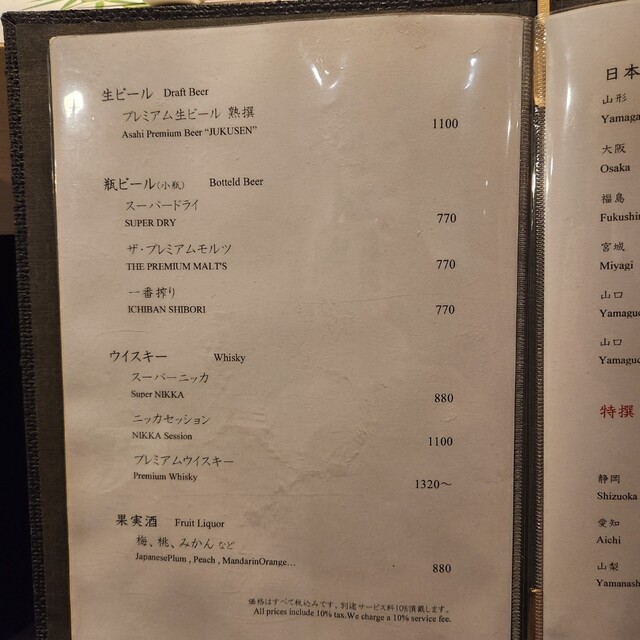 生ビール Draft Beer
プレミアム生ビール 熟撰
Asahi Premium Beer “JUKUSEN” 1100
瓶ビール(小瓶) Botteld Beer
スーパードライ
SUPER DRY 770
ザ・プレミアムモルツ
THE PREMIUM MALT'S 770
一番搾り
ICHIBAN SHIBORI 770
ウイスキー Whisky
スーパーニッカ
Super NIKKA 880
ニッカセッション
NIKKA Session 1100
プレミアムウイスキー
Premium Whisky 1320～
果実酒 Fruit Liquor
梅、桃、みかん など
JapanesePlum , Peach , MandarinOrange… 880
価格はすべて税込みです。別途サービス料10%頂戴します。
All prices include 10% tax.We charge a 10% service fee.
日本
山形
Yamaga
大阪
Osaka
福島
Fukushi
宮城
Miyagi
山口
Yamaguc
山口
Yamaguc
特撰
静岡
Shizuoka
愛知
Aichi
山梨
Yamanash